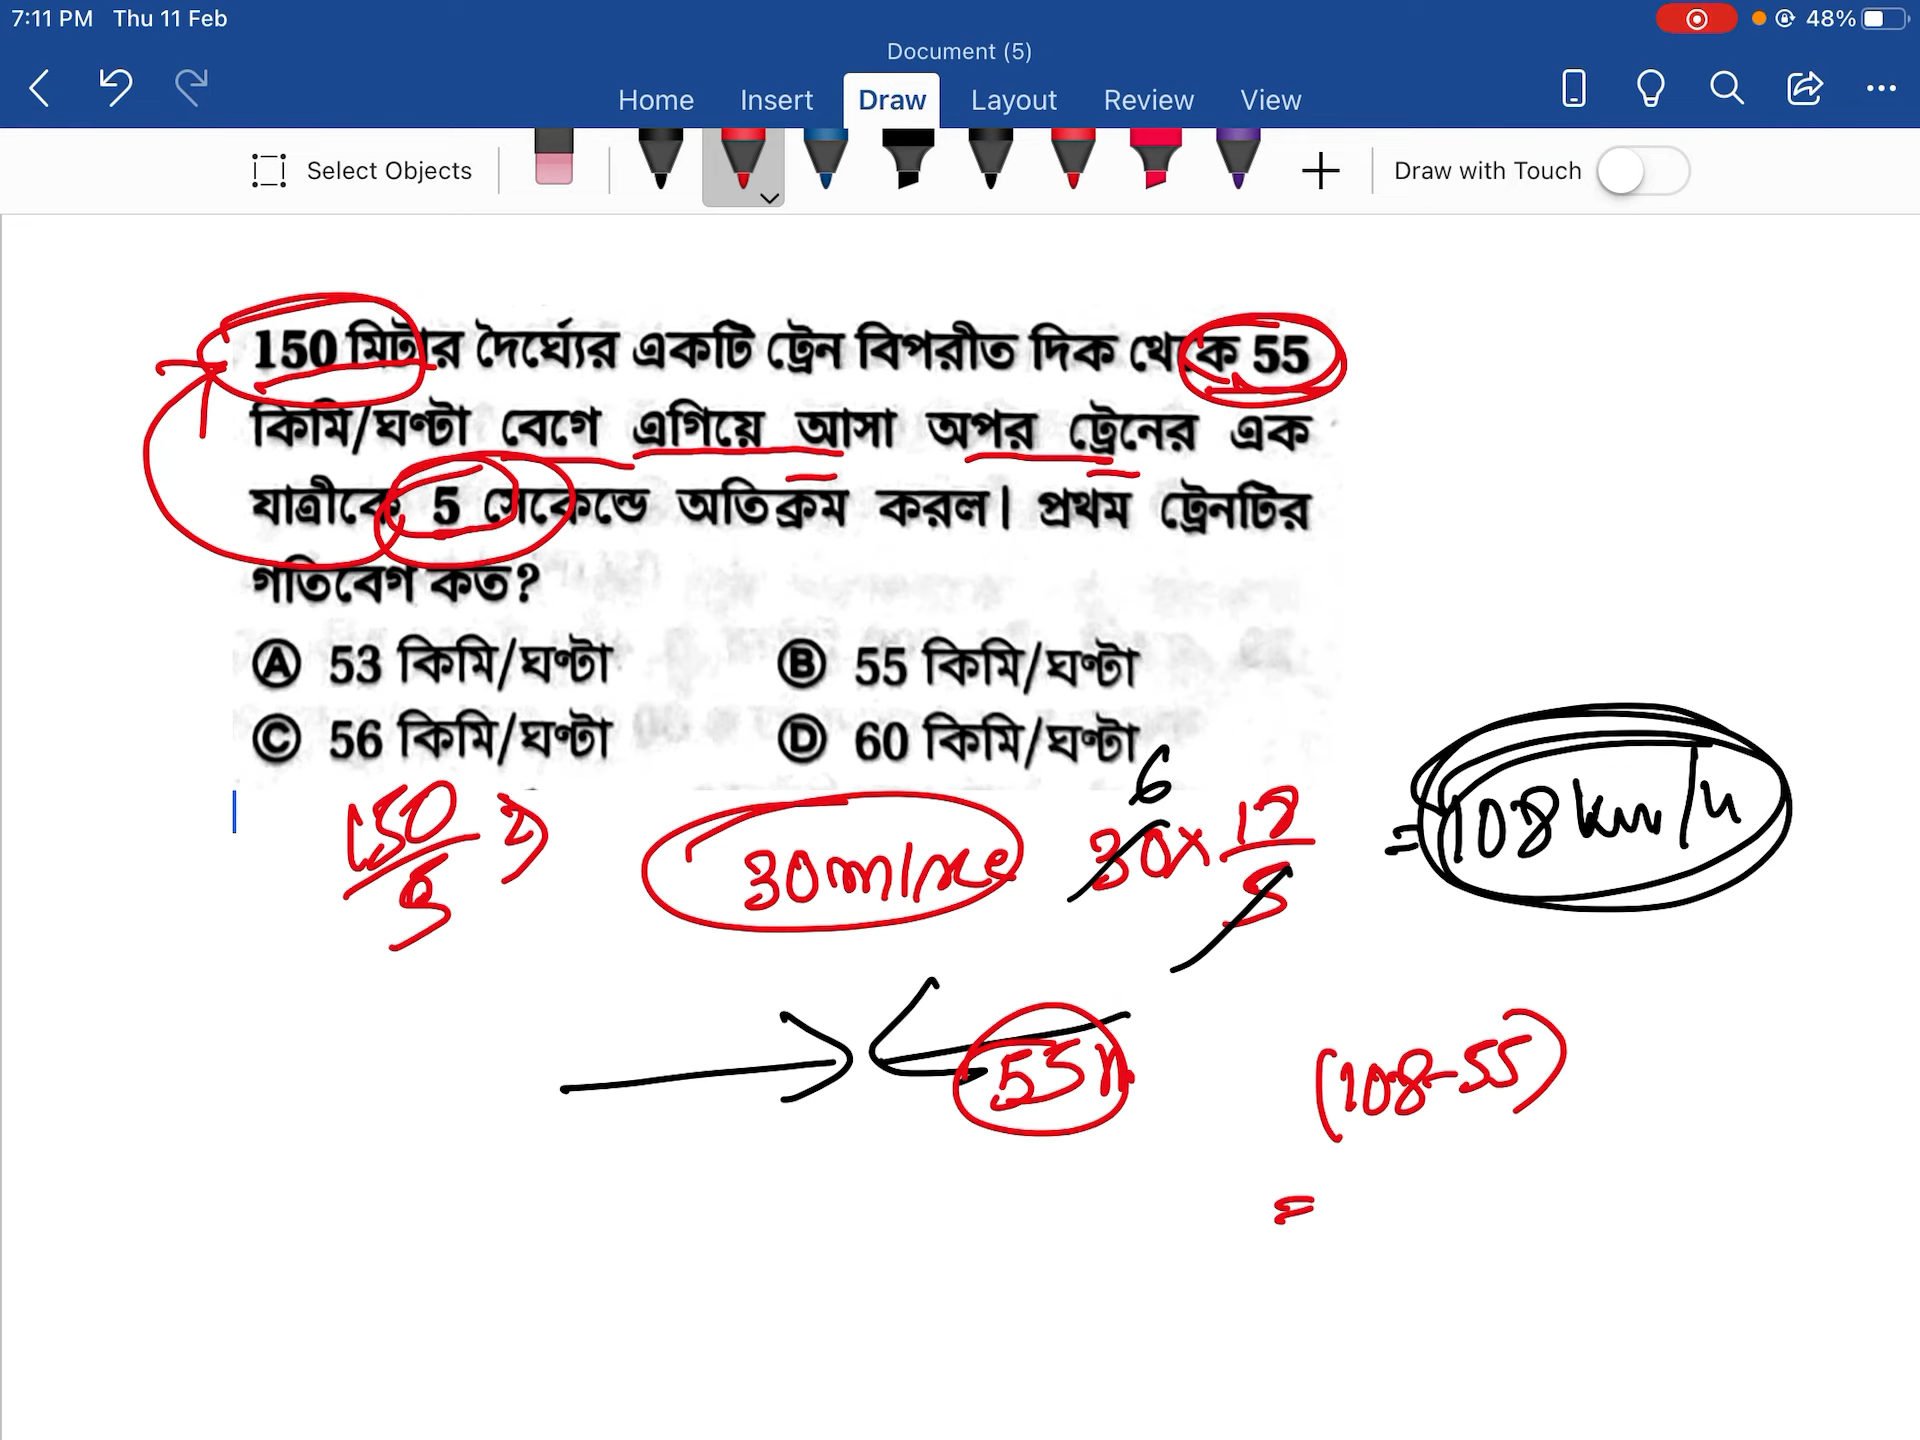 7:11 PM Thu 11 Feb 48%
Document (5)
Home Insert Draw Layout Review View
Select Objects Draw with Touch
150 মিটার দৈর্ঘ্যের একটি ট্রেন বিপরীত দিক থেকে 55
কিমি/ঘণ্টা বেগে এগিয়ে আসা অপর ট্রেনের এক
যাত্রীকে 5 সেকেন্ডে অতিক্রম করল। প্রথম ট্রেনটির
গতিবেগ কত?
Ⓐ 53 কিমি/ঘণ্টা Ⓑ 55 কিমি/ঘণ্টা
Ⓒ 56 কিমি/ঘণ্টা Ⓓ 60 কিমি/ঘণ্টা
150/5 30 m/sec 6 30 × 18/5 = 108 km/h
55
(108-55)
=